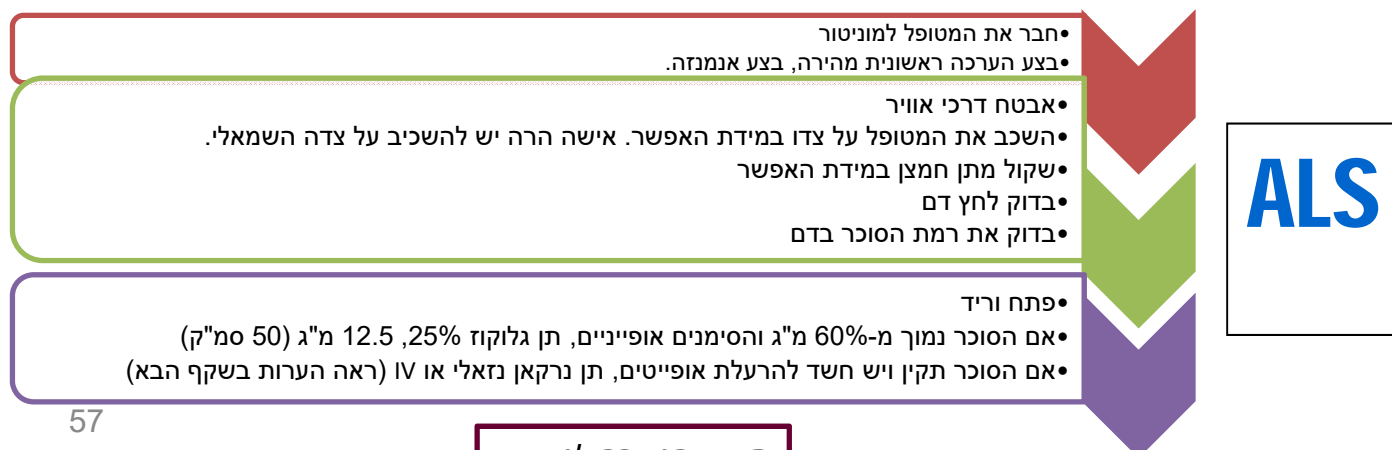 •חבר את המטופל למוניטור
•בצע הערכה ראשונית מהירה, בצע אנמנזה.
•אבטח דרכי אוויר
•השכב את המטופל על צדו במידת האפשר. אישה הרה יש להשכיב על צדה השמאלי.
•שקול מתן חמצן במידת האפשר
•בדוק לחץ דם
•בדוק את רמת הסוכר בדם
ALS
•פתח וריד
•אם הסוכר נמוך מ-60% מ"ג והסימנים אופייניים, תן גלוקוז 25%, 12.5 מ"ג (50 סמ"ק)
•אם הסוכר תקין ויש חשד להרעלת אופייטים, תן נרקאן נזאלי או IV (ראה הערות בשקף הבא)
57